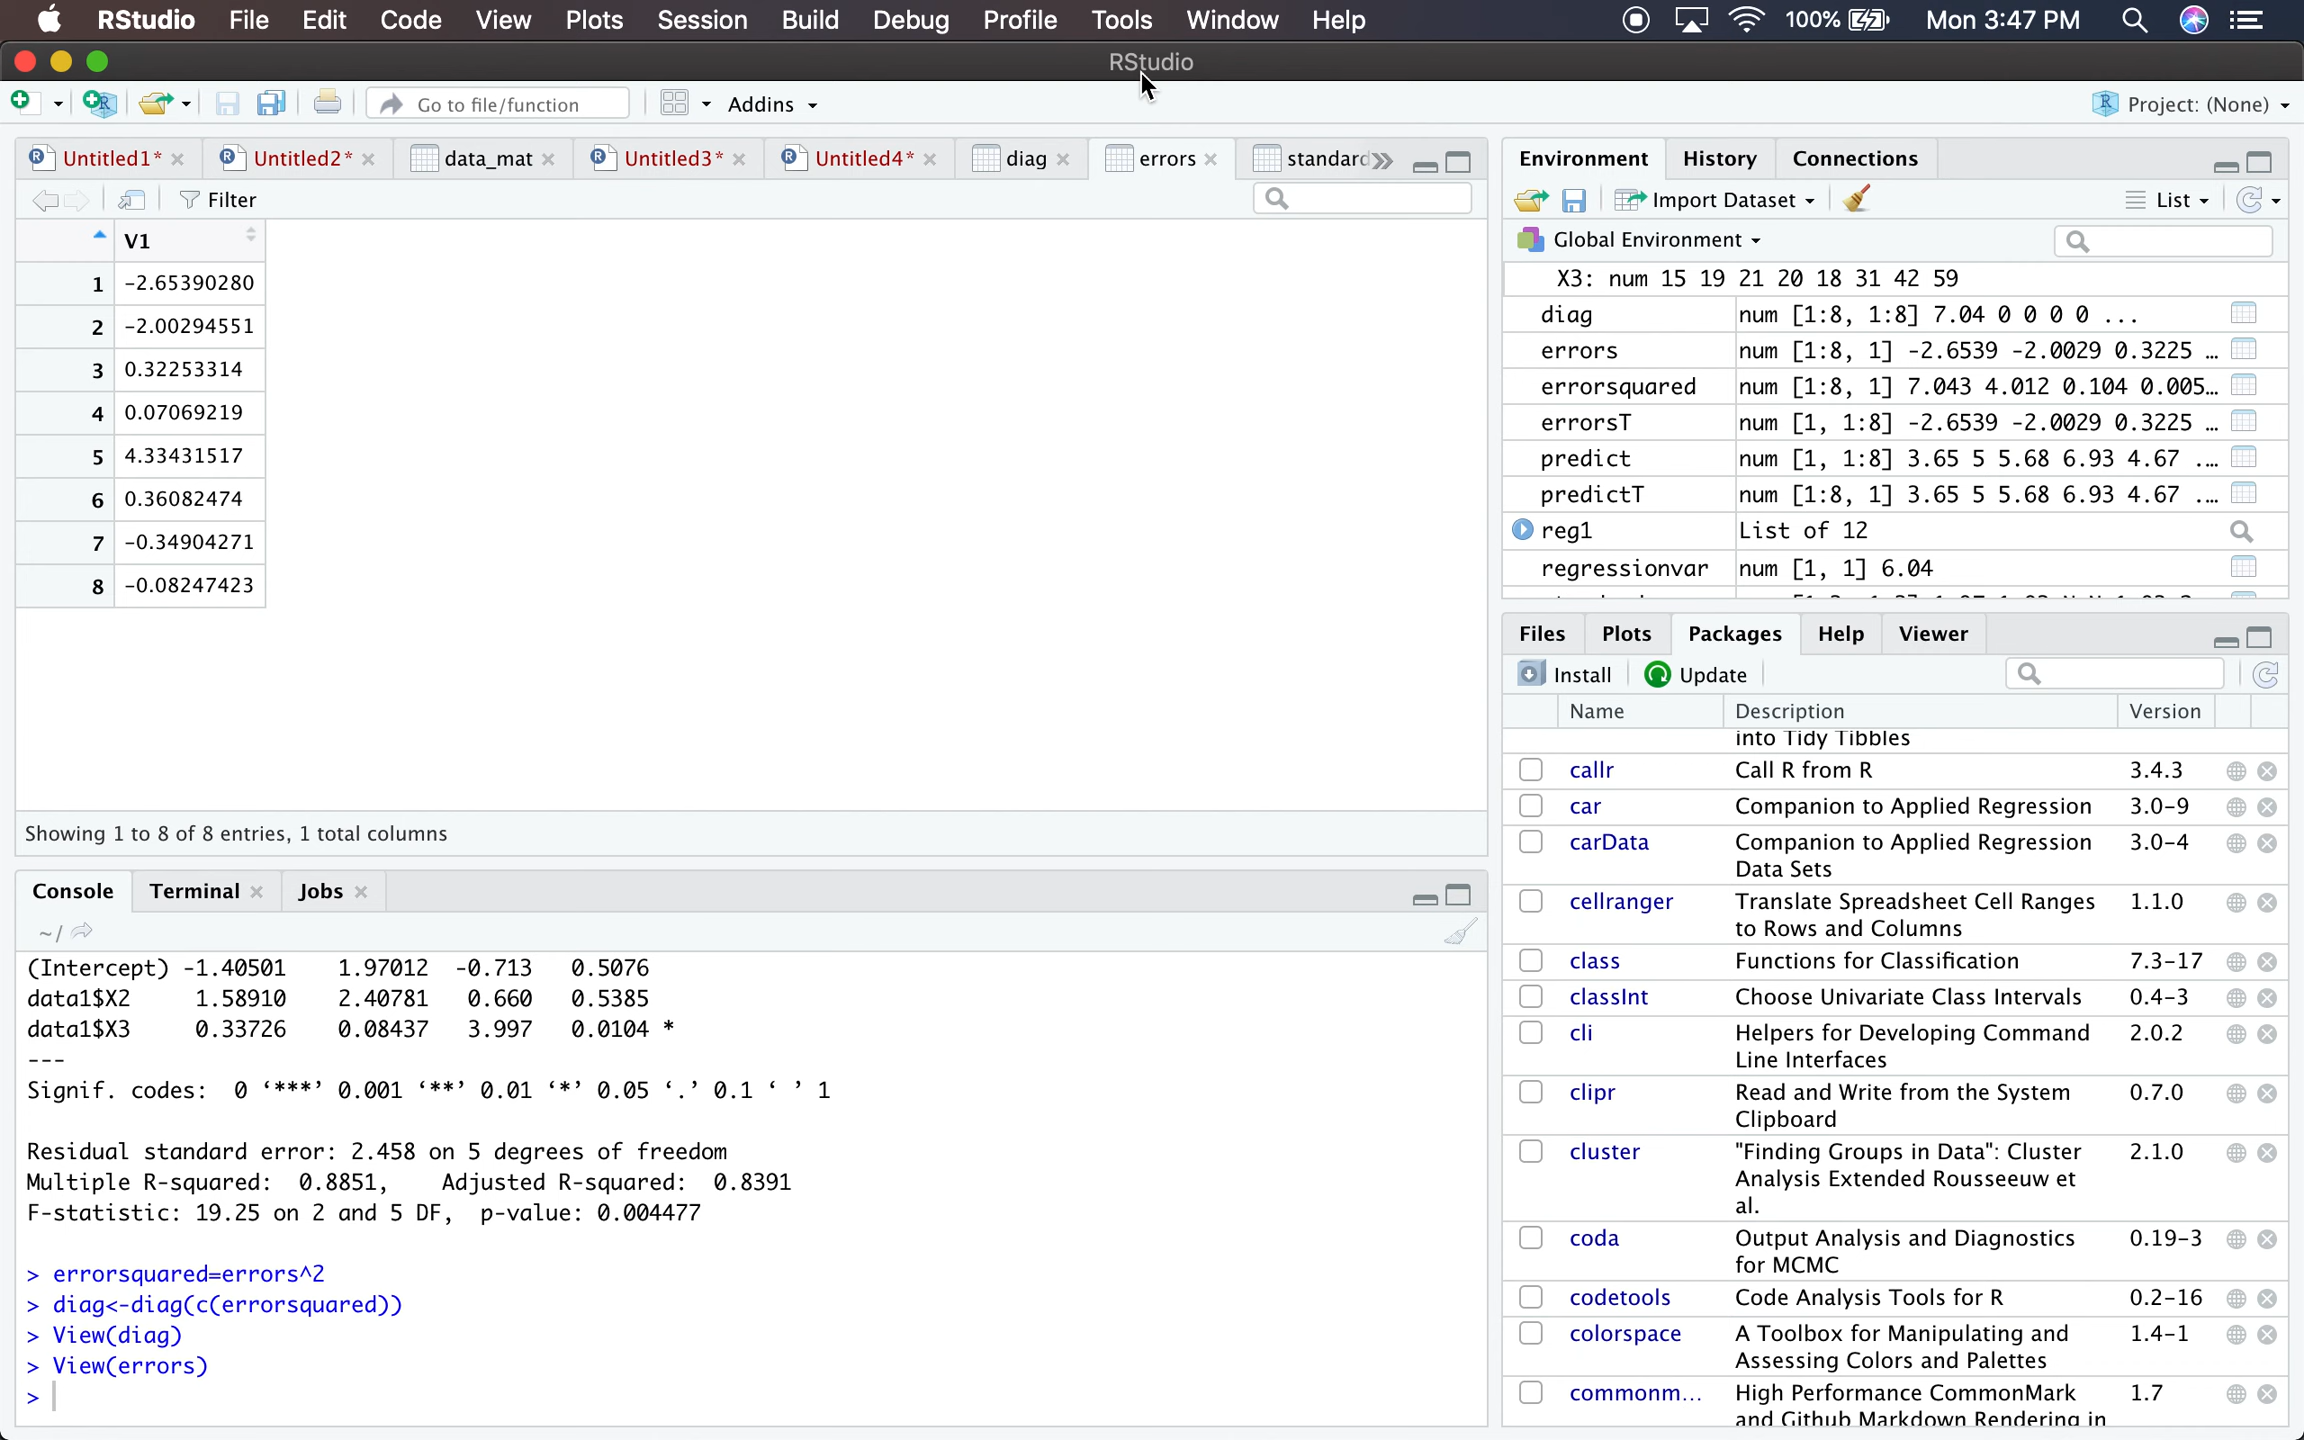 RStudio File Edit Code View Plots Session Build Debug Profile Tools Window Help 100% Mon 3:47 PM
RStudio
Go to file/function Addins Project: (None)
Untitled1* Untitled2* data_mat Untitled3* Untitled4* diag errors standard
Filter
V1
1 -2.65390280
2 -2.00294551
3 0.32253314
4 0.07069219
5 4.33431517
6 0.36082474
7 -0.34904271
8 -0.08247423
Showing 1 to 8 of 8 entries, 1 total columns
Console Terminal Jobs
~/
(Intercept) -1.40501 1.97012 -0.713 0.5076
data1$X2 1.58910 2.40781 0.660 0.5385
data1$X3 0.33726 0.08437 3.997 0.0104 *
---
Signif. codes: 0 ‘***’ 0.001 ‘**’ 0.01 ‘*’ 0.05 ‘.’ 0.1 ‘ ’ 1
Residual standard error: 2.458 on 5 degrees of freedom
Multiple R-squared: 0.8851, Adjusted R-squared: 0.8391
F-statistic: 19.25 on 2 and 5 DF, p-value: 0.004477
> errorsquared=errors^2
> diag<-diag(c(errorsquared))
> View(diag)
> View(errors)
>
Environment History Connections
Import Dataset List
Global Environment
X3: num 15 19 21 20 18 31 42 59
diag num [1:8, 1:8] 7.04 0 0 0 0 ...
errors num [1:8, 1] -2.6539 -2.0029 0.3225 …
errorsquared num [1:8, 1] 7.043 4.012 0.104 0.005…
errorsT num [1, 1:8] -2.6539 -2.0029 0.3225 …
predict num [1, 1:8] 3.65 5 5.68 6.93 4.67 .…
predictT num [1:8, 1] 3.65 5 5.68 6.93 4.67 .…
reg1 List of 12
regressionvar num [1, 1] 6.04
Files Plots Packages Help Viewer
Install Update
Name Description Version
into Tidy Tibbles
callr Call R from R 3.4.3
car Companion to Applied Regression 3.0-9
carData Companion to Applied Regression 3.0-4
Data Sets
cellranger Translate Spreadsheet Cell Ranges 1.1.0
to Rows and Columns
class Functions for Classification 7.3-17
classInt Choose Univariate Class Intervals 0.4-3
cli Helpers for Developing Command 2.0.2
Line Interfaces
clipr Read and Write from the System 0.7.0
Clipboard
cluster "Finding Groups in Data": Cluster 2.1.0
Analysis Extended Rousseeuw et
al.
coda Output Analysis and Diagnostics 0.19-3
for MCMC
codetools Code Analysis Tools for R 0.2-16
colorspace A Toolbox for Manipulating and 1.4-1
Assessing Colors and Palettes
commonm… High Performance CommonMark 1.7
and Github Markdown Rendering in